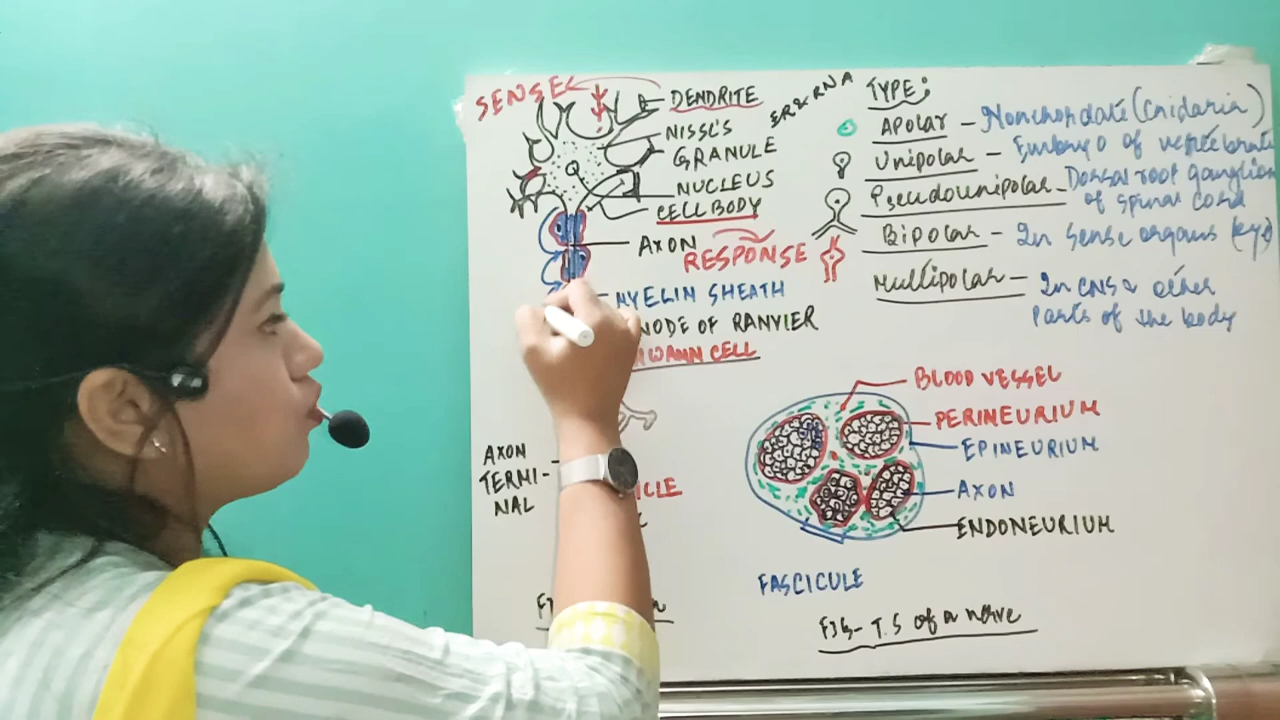 SENSE
DENDRITE
NISSL'S
GRANULE
ER & RNA
NUCLEUS
CELL BODY
AXON
RESPONSE
MYELIN SHEATH
NODE OF RANVIER
WANN CELL
AXON
TERMI-
NAL
ICLE
TYPE:
APOLAR - Nonchordate (Cnidaria)
Unipolar - Embryo of vertebrate
Pseudounipolar - Dorsal root ganglion
of spinal cord
Bipolar - In sense organs (eye)
Multipolar - In CNS & other
parts of the body
BLOOD VESSEL
PERINEURIUM
EPINEURIUM
AXON
ENDONEURIUM
FASCICULE
FIG- T.S of a nerve